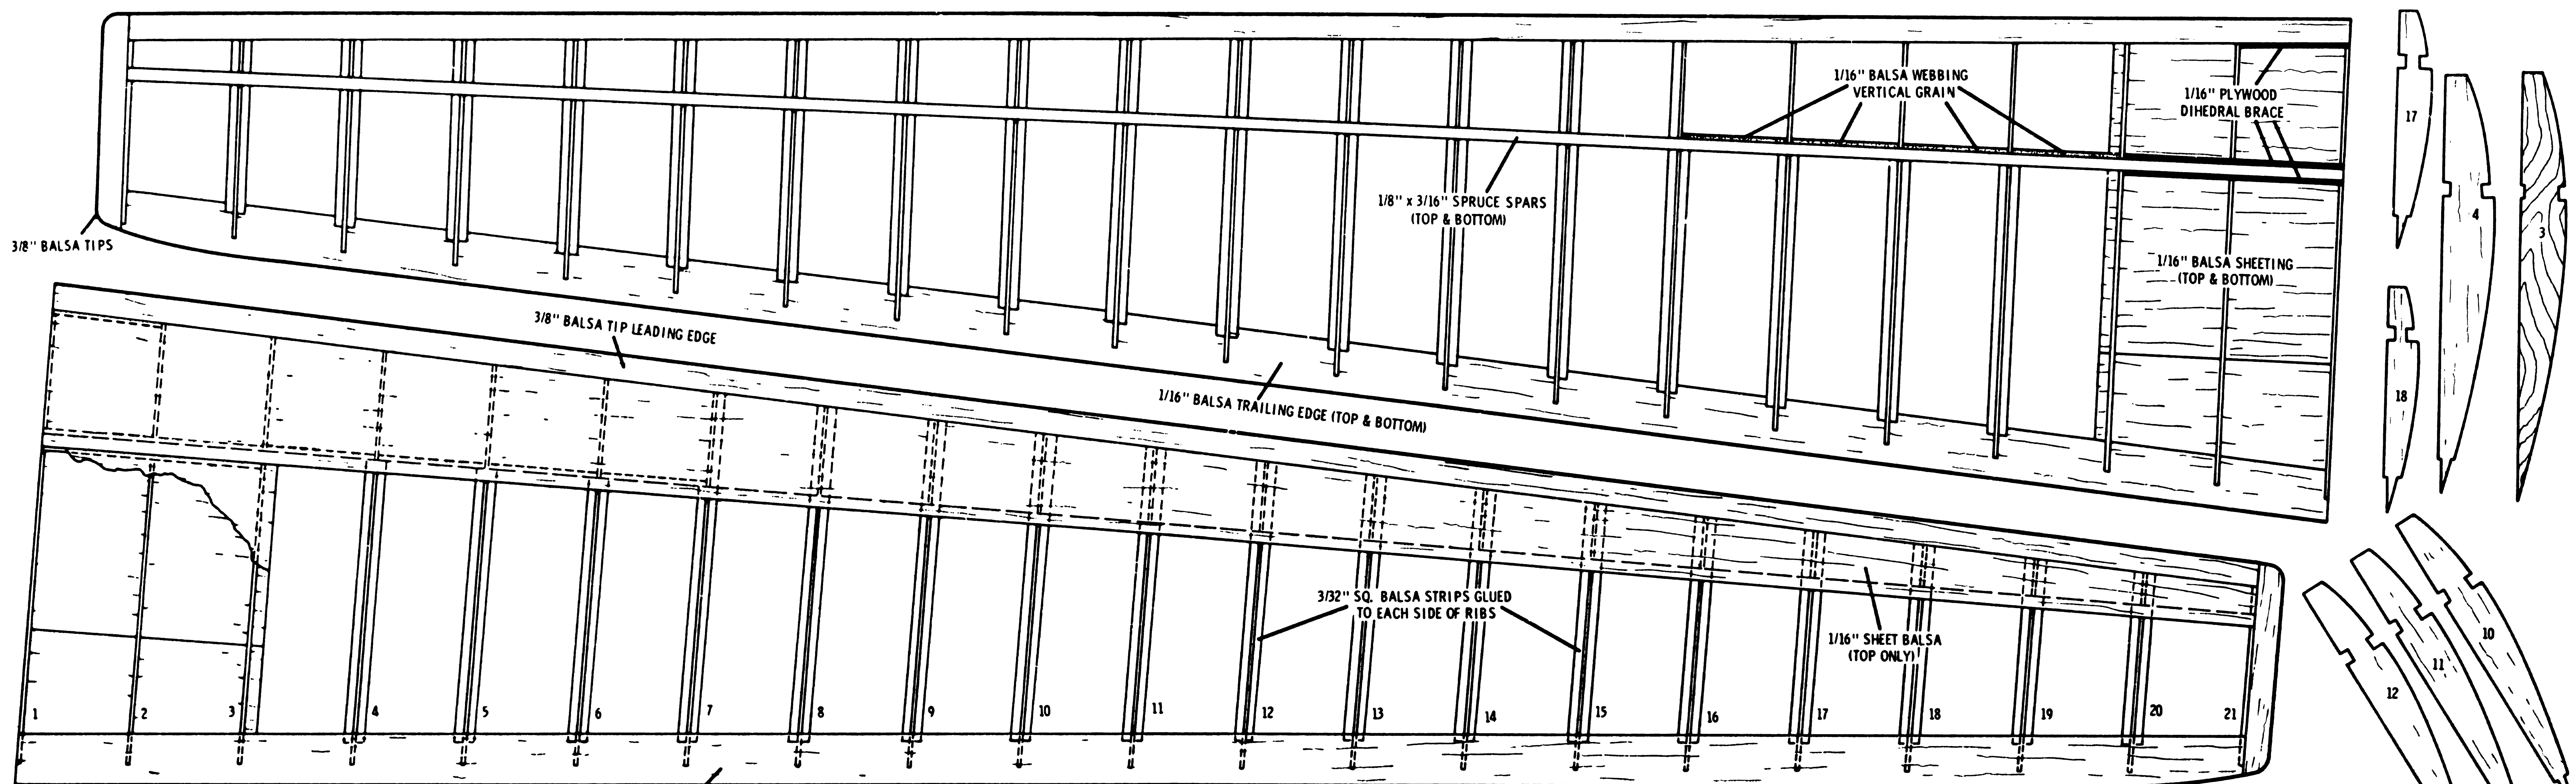 1/16" BALSA WEBBING
VERTICAL GRAIN
1/16" PLYWOOD
DIHEDRAL BRACE
17
4
3
1/8" x 3/16" SPRUCE SPARS
(TOP & BOTTOM)
3/8" BALSA TIPS
1/16" BALSA SHEETING
(TOP & BOTTOM)
3/8" BALSA TIP LEADING EDGE
1/16" BALSA TRAILING EDGE (TOP & BOTTOM)
18
3/32" SQ. BALSA STRIPS GLUED
TO EACH SIDE OF RIBS
1/16" SHEET BALSA
(TOP ONLY)
10
11
12
1 2 3 4 5 6 7 8 9 10 11 12 13 14 15 16 17 18 19 20 21